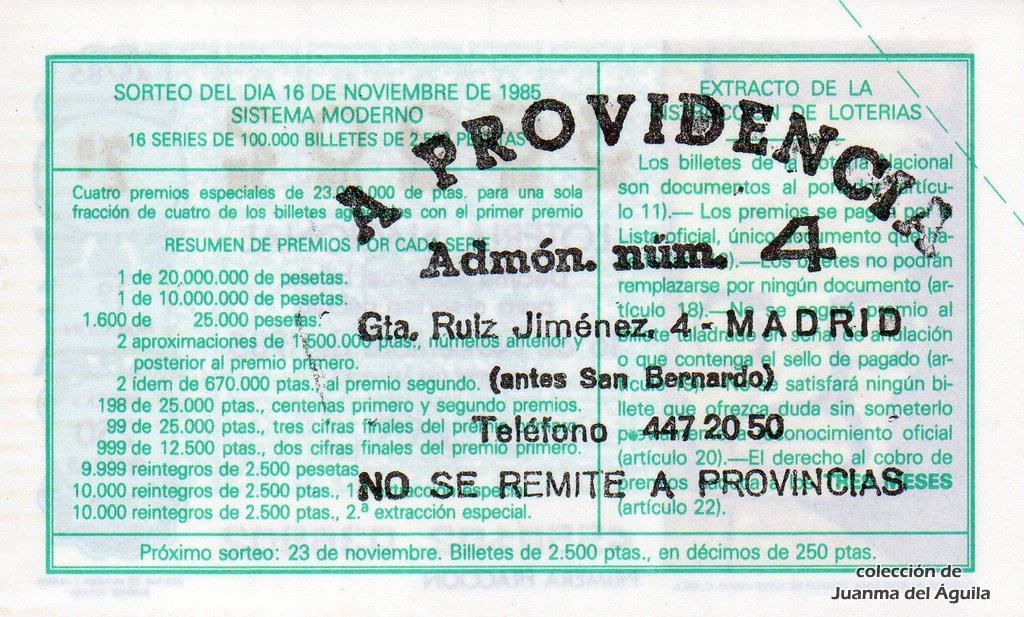 SORTEO DEL DIA 16 DE NOVIEMBRE DE 1985
SISTEMA MODERNO
16 SERIES DE 100.000 BILLETES DE 2.500 PESETAS
Cuatro premios especiales de 23.000.000 de ptas. para una sola
fracción de cuatro de los billetes agraciados con el primer premio
RESUMEN DE PREMIOS POR CADA SERIE
1 de 20.000.000 de pesetas.
1 de 10.000.000 de pesetas.
1.600 de 25.000 pesetas.
2 aproximaciones de 1.500.000 ptas., números anterior y
posterior al premio primero.
2 ídem de 670.000 ptas., al premio segundo.
198 de 25.000 ptas., centenas primero y segundo premios.
99 de 25.000 ptas., tres cifras finales del premio primero.
999 de 12.500 ptas., dos cifras finales del premio primero.
9.999 reintegros de 2.500 pesetas
10.000 reintegros de 2.500 ptas., 1.ª extracción especial.
10.000 reintegros de 2.500 ptas., 2.ª extracción especial.
EXTRACTO DE LA
INSTRUCCIÓN DE LOTERIAS
Los billetes de la Lotería Nacional
son documentos al portador (artícu-
lo 11).— Los premios se pagan por la
Lista oficial, único documento que ha-
).—Los billetes no podrán
remplazarse por ningún documento (ar-
tículo 18).— No se pagará premio al
billete taladrado en señal de anulación
o que contenga el sello de pagado (ar-
se satisfará ningún bi-
llete que ofrezca duda sin someterlo
reconocimiento oficial
(artículo 20).—El derecho al cobro de
premios TRES MESES
(artículo 22).
Próximo sorteo: 23 de noviembre. Billetes de 2.500 ptas., en décimos de 250 ptas.
A PROVIDENCIA
Admón. núm. 4
Gta. Ruiz Jiménez, 4 - MADRID
(antes San Bernardo)
Teléfono 447 20 50
NO SE REMITE A PROVINCIAS
colección de
Juanma del Águila